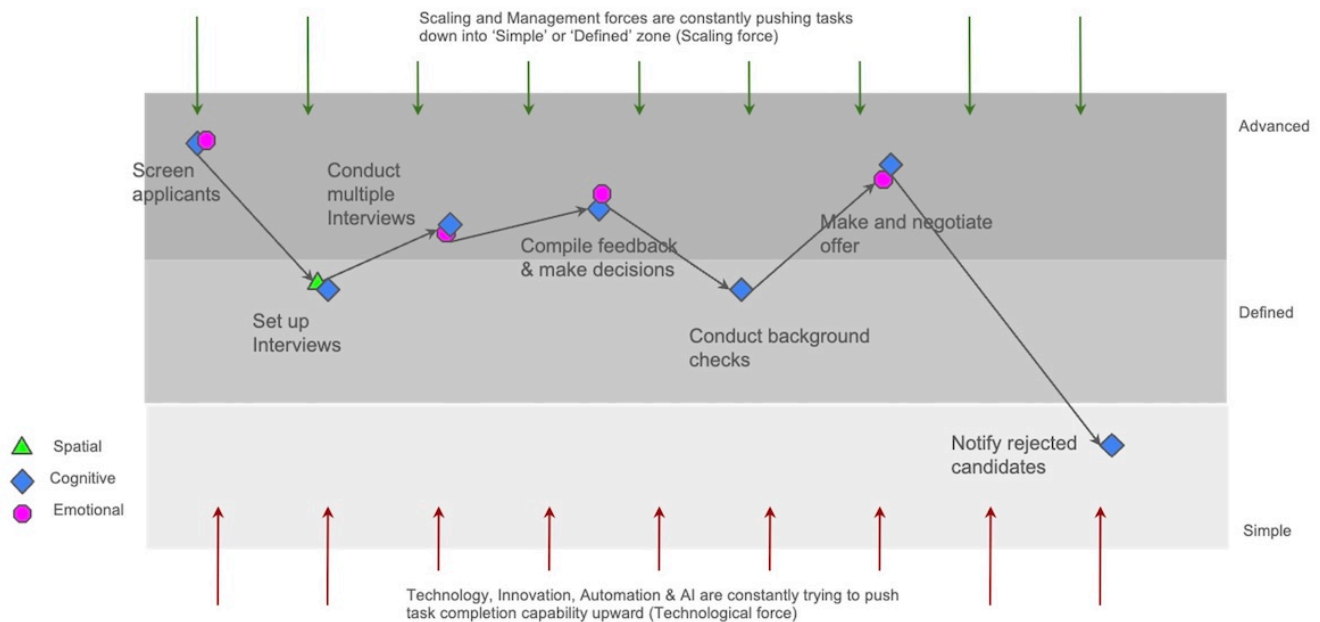 Scaling and Management forces are constantly pushing tasks
down into ‘Simple’ or ‘Defined’ zone (Scaling force)
Advanced
Screen
applicants
Conduct
multiple
Interviews
Compile feedback
& make decisions
Make and negotiate
offer
Set up
Interviews
Defined
Conduct background
checks
Spatial
Cognitive
Emotional
Notify rejected
candidates
Simple
Technology, Innovation, Automation & AI are constantly trying to push
task completion capability upward (Technological force)